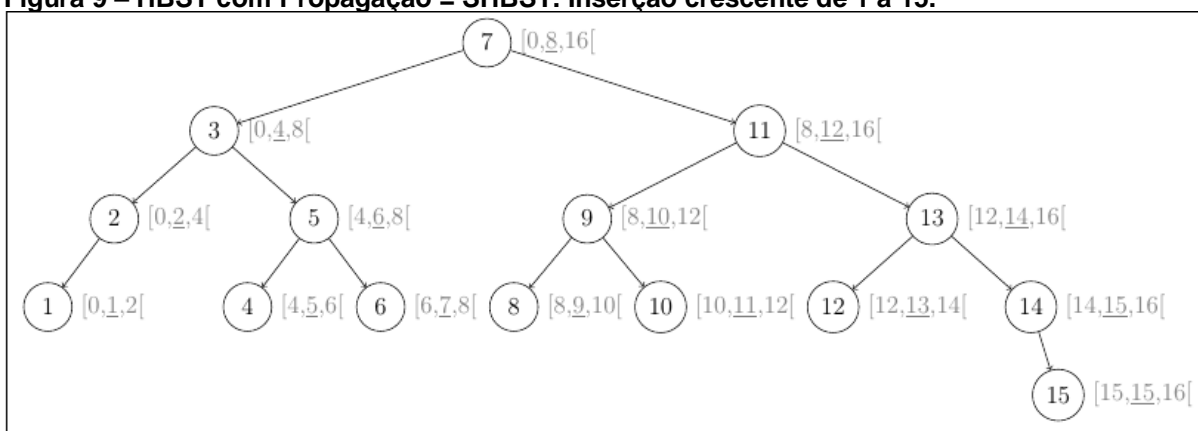 Figura 9 – HBST com Propagação = SHBST. Inserção crescente de 1 a 15.
7 [0,8,16[
3 [0,4,8[ 11 [8,12,16[
2 [0,2,4[ 5 [4,6,8[ 9 [8,10,12[ 13 [12,14,16[
1 [0,1,2[ 4 [4,5,6[ 6 [6,7,8[ 8 [8,9,10[ 10 [10,11,12[ 12 [12,13,14[ 14 [14,15,16[
15 [15,15,16[